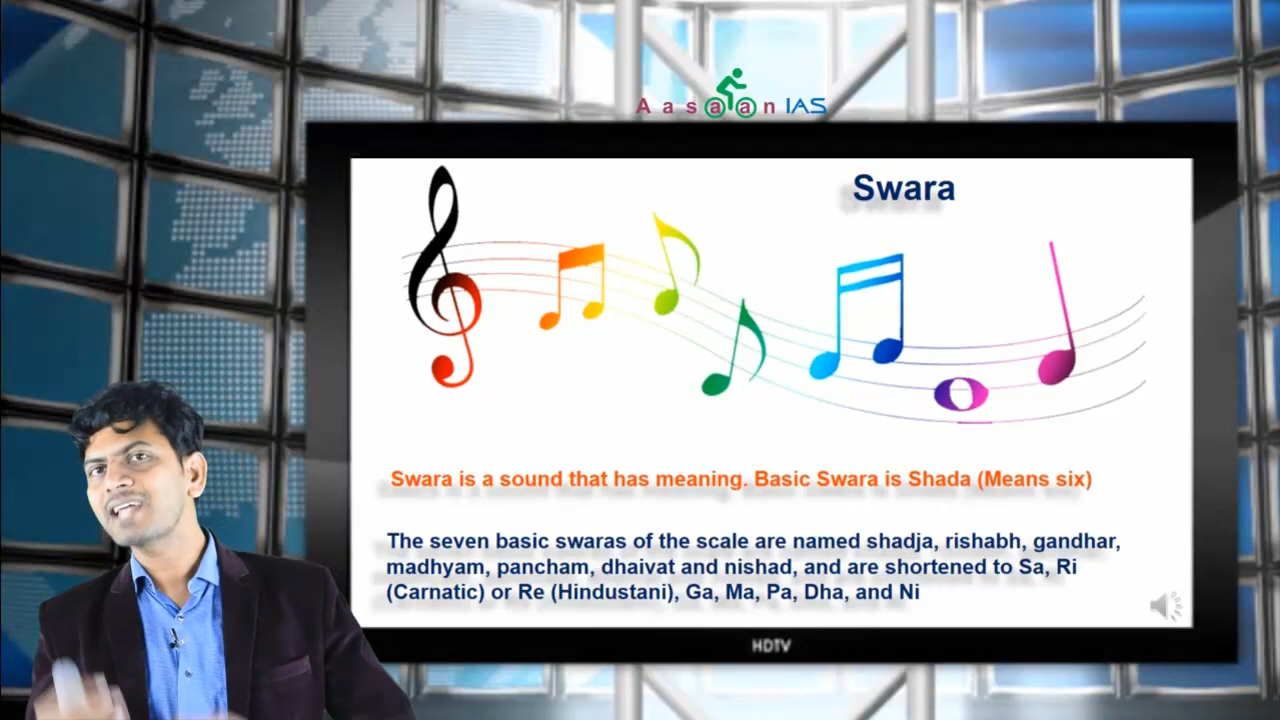 Aasaan IAS
Swara
Swara is a sound that has meaning. Basic Swara is Shada (Means six)
The seven basic swaras of the scale are named shadja, rishabh, gandhar,
madhyam, pancham, dhaivat and nishad, and are shortened to Sa, Ri
(Carnatic) or Re (Hindustani), Ga, Ma, Pa, Dha, and Ni
HDTV